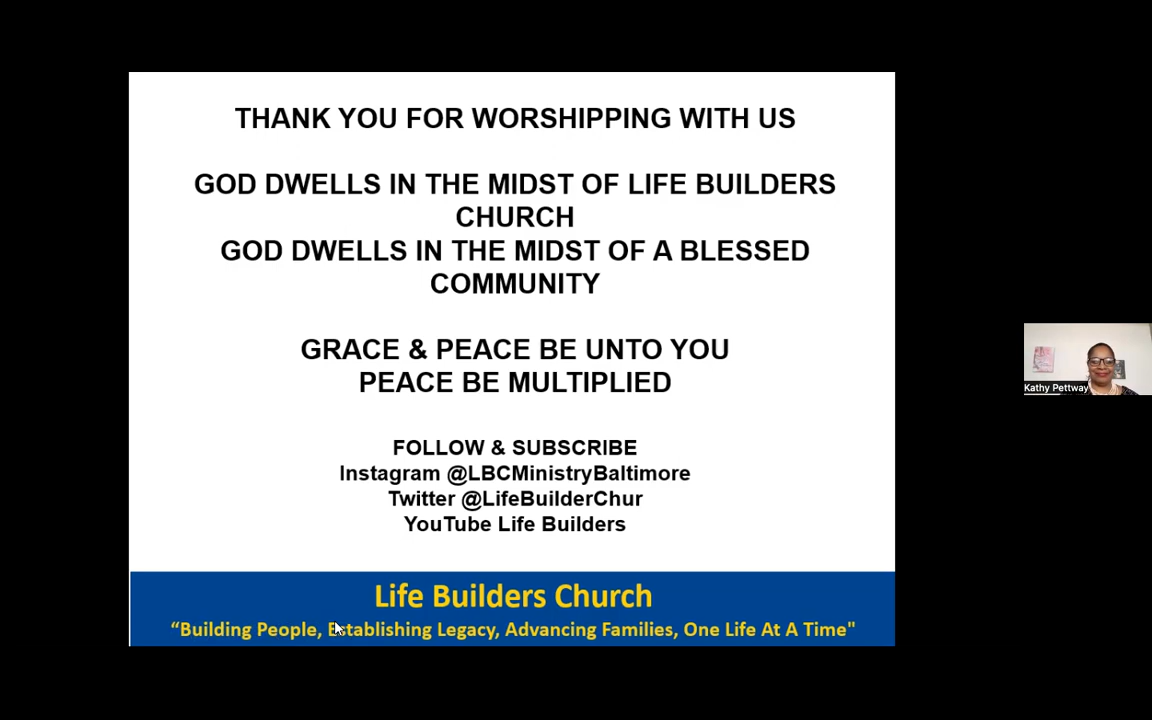 THANK YOU FOR WORSHIPPING WITH US
GOD DWELLS IN THE MIDST OF LIFE BUILDERS
CHURCH
GOD DWELLS IN THE MIDST OF A BLESSED
COMMUNITY
GRACE & PEACE BE UNTO YOU
PEACE BE MULTIPLIED
FOLLOW & SUBSCRIBE
Instagram @LBCMinistryBaltimore
Twitter @LifeBuilderChur
YouTube Life Builders
Life Builders Church
“Building People, Establishing Legacy, Advancing Families, One Life At A Time"
Kathy Pettway